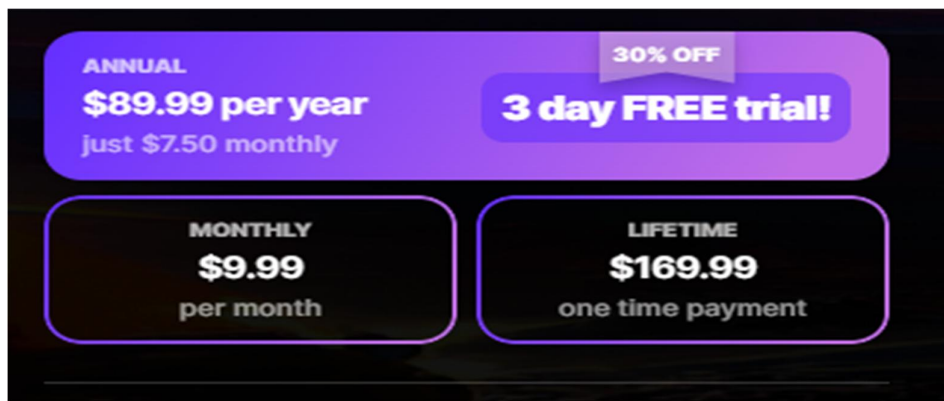 ANNUAL
$89.99 per year
just $7.50 monthly
30% OFF
3 day FREE trial!
MONTHLY
$9.99
per month
LIFETIME
$169.99
one time payment